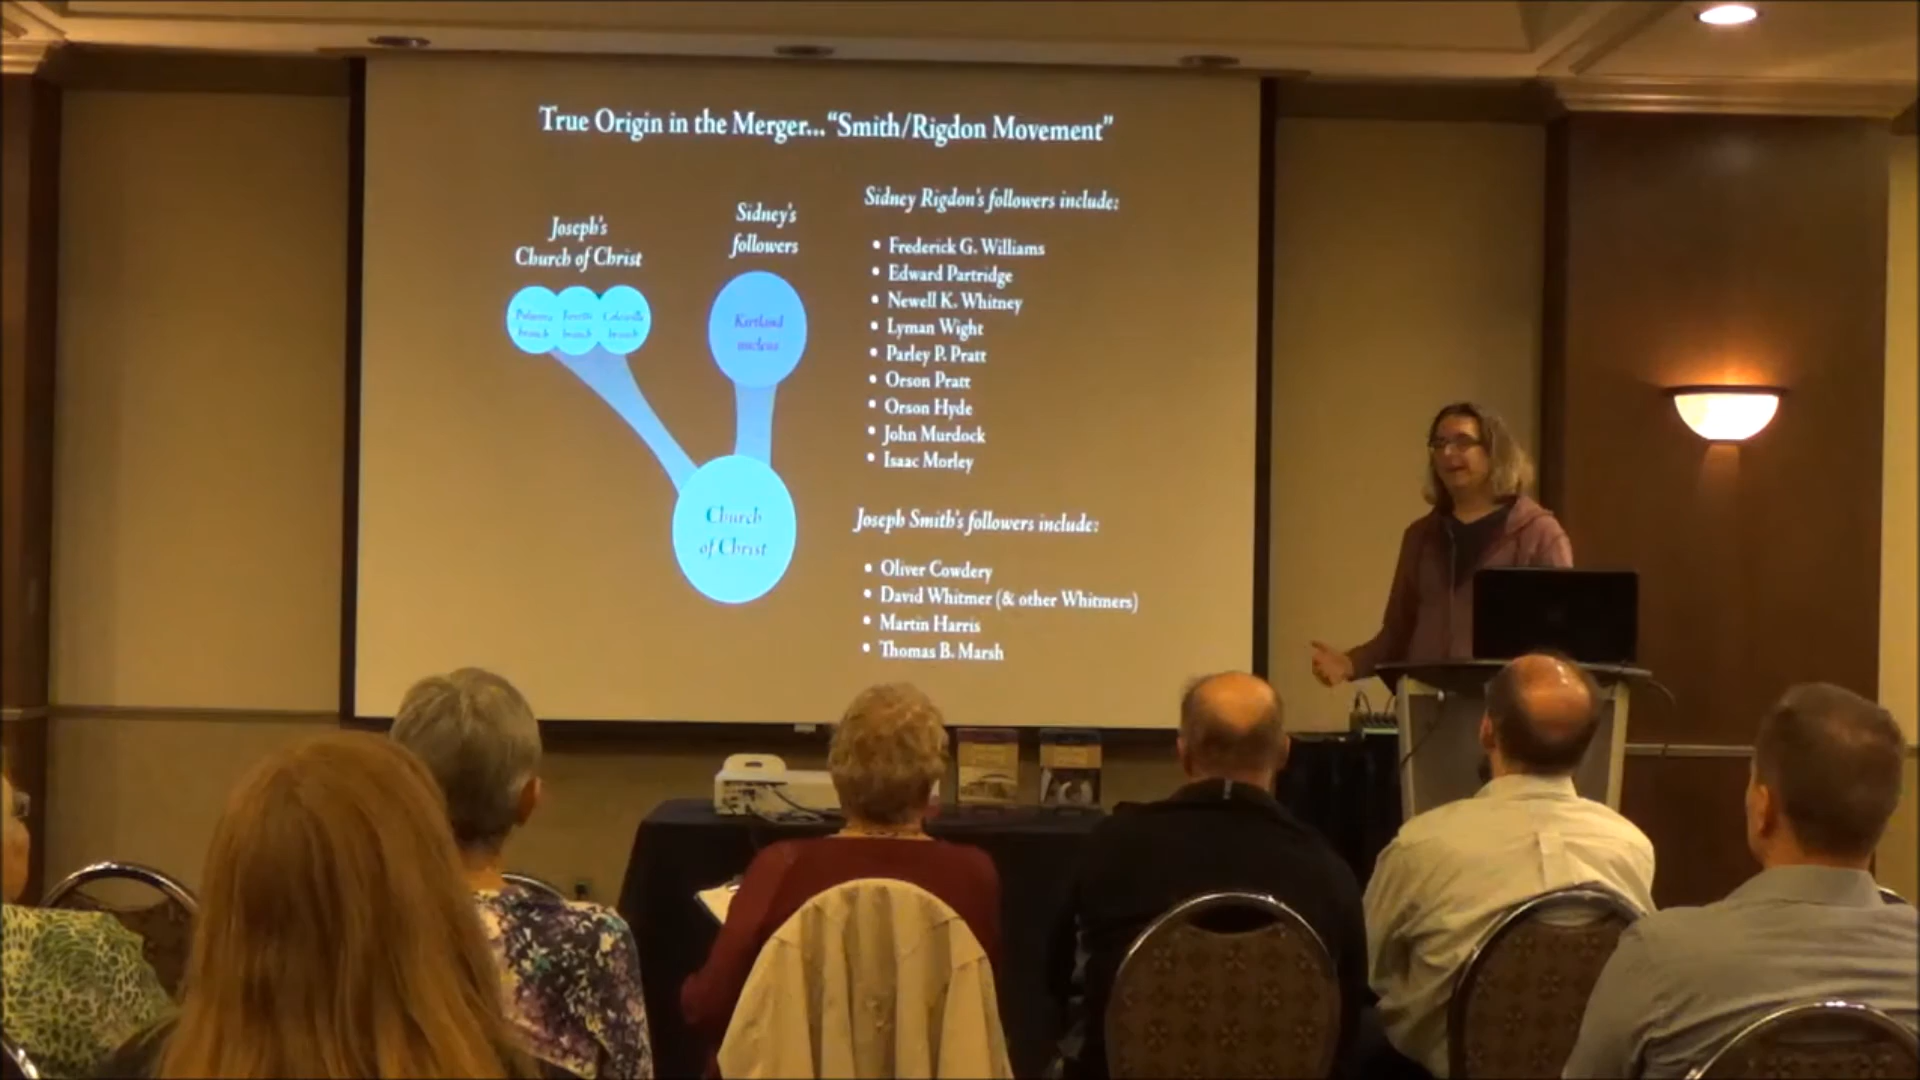 True Origin in the Merger... “Smith/Rigdon Movement”
Joseph's
Church of Christ
Sidney's
followers
Kirtland
nucleus
Church
of Christ
Sidney Rigdon's followers include:
• Frederick G. Williams
• Edward Partridge
• Newell K. Whitney
• Lyman Wight
• Parley P. Pratt
• Orson Pratt
• Orson Hyde
• John Murdock
• Isaac Morley
Joseph Smith's followers include:
• Oliver Cowdery
• David Whitmer (& other Whitmers)
• Martin Harris
• Thomas B. Marsh